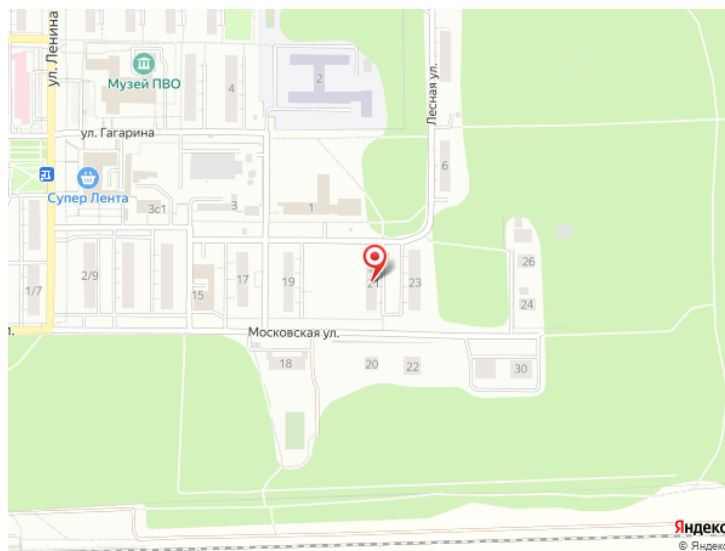 ул. Ленина
Музей ПВО
4
2
Лесная ул.
ул. Гагарина
6
Супер Лента
3с1
3
1
1/7
2/9
15
17
19
21
23
26
24
л.
Московская ул.
18
20
22
30
Яндекс
© Яндекс